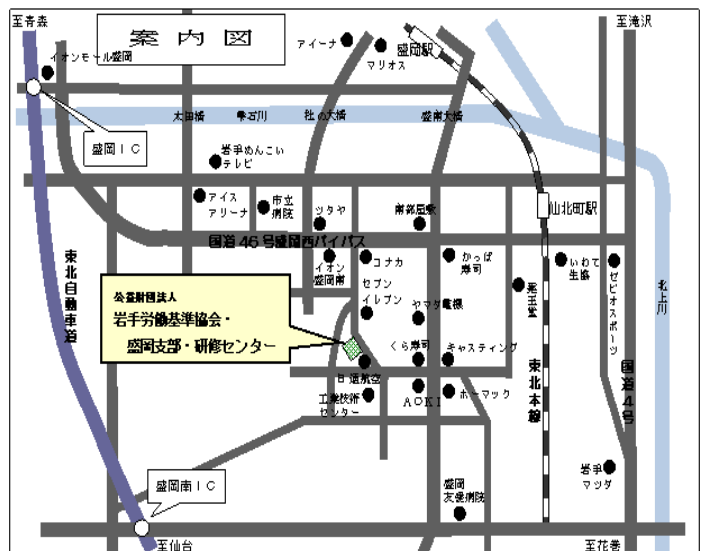 至青森
案内図
至滝沢
アイーナ
マリオス
盛岡駅
イオンモール盛岡
太田橋
雫石川
杜の大橋
盛南大橋
盛岡IC
岩手めんこい
テレビ
アイス
アリーナ
市立
病院
ツタヤ
南部屋敷
仙北町駅
国道46号盛岡西バイパス
イオン
盛岡南
コナカ
かっぱ
寿司
いわて
生協
ゼビオスポーツ
北上川
東北自動車道
セブン
イレブン
ヤマダ電機
薬王堂
公益財団法人
岩手労働基準協会・
盛岡支部・研修センター
くら寿司
キャスティング
東北本線
国道4号
日通航空
工業技術
センター
AOKI
ホーマック
岩手
マツダ
盛岡
友愛病院
盛岡南IC
至仙台
至花巻